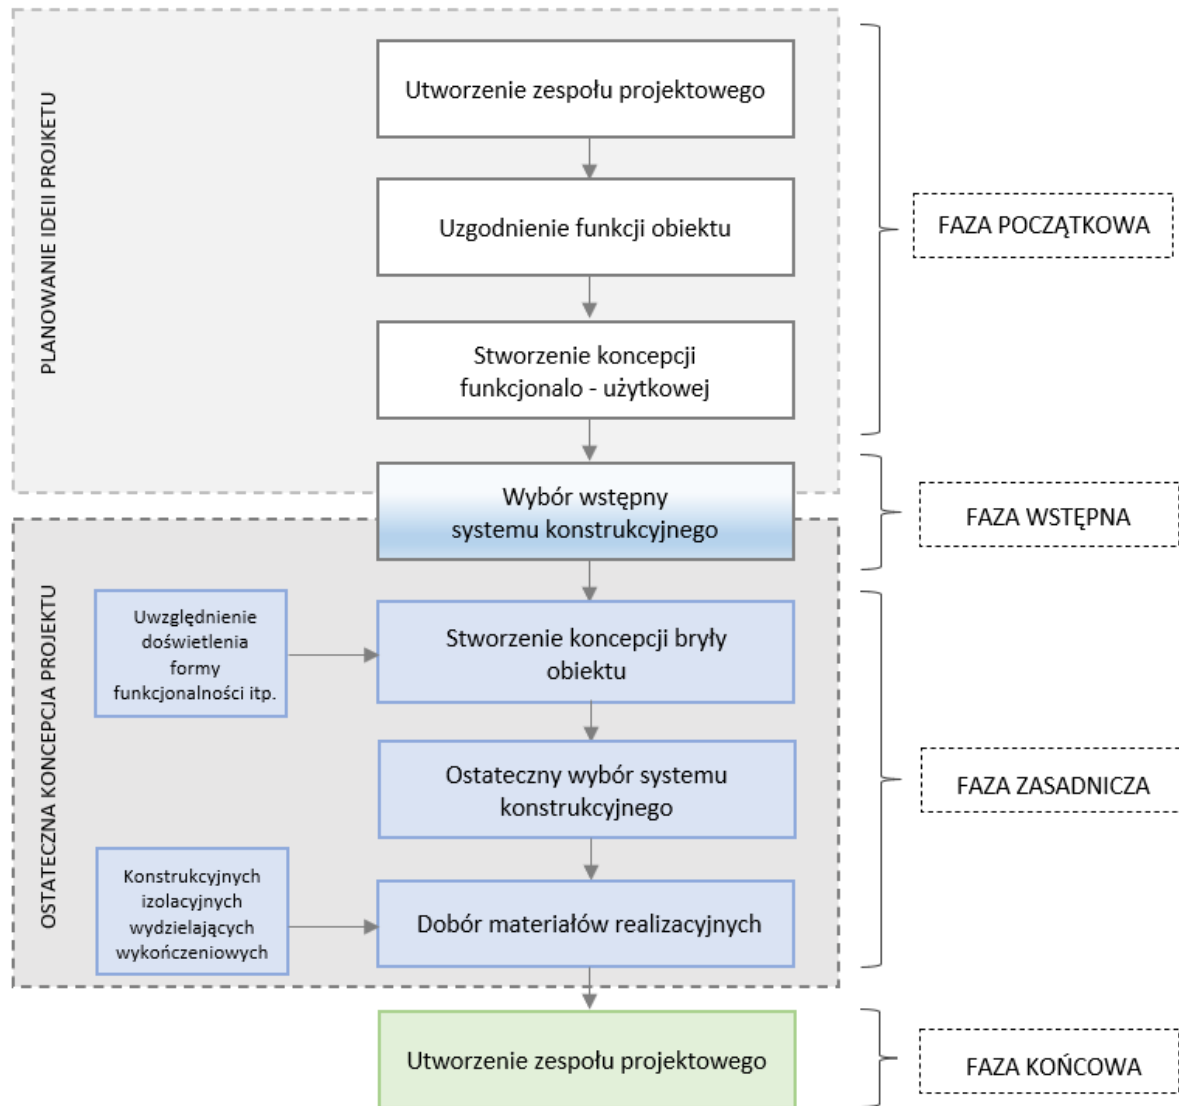 PLANOWANIE IDEII PROJKETU
Utworzenie zespołu projektowego
Uzgodnienie funkcji obiektu
Stworzenie koncepcji
funkcjonalo - użytkowej
FAZA POCZĄTKOWA
Wybór wstępny
systemu konstrukcyjnego
FAZA WSTĘPNA
OSTATECZNA KONCEPCJA PROJEKTU
Uwzględnienie
doświetlenia
formy
funkcjonalności itp.
Stworzenie koncepcji bryły
obiektu
Ostateczny wybór systemu
konstrukcyjnego
Konstrukcyjnych
izolacyjnych
wydzielających
wykończeniowych
Dobór materiałów realizacyjnych
FAZA ZASADNICZA
Utworzenie zespołu projektowego
FAZA KOŃCOWA